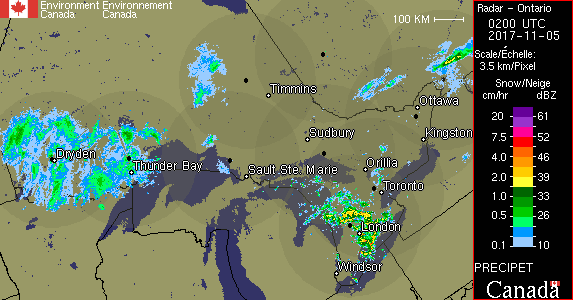 Environment Environnement
Canada Canada
100 KM
Timmins
Ottawa
Sudbury
Kingston
Dryden
Thunder Bay
Sault Ste. Marie
Orillia
Toronto
London
Windsor
Radar - Ontario
0200 UTC
2017-11-05
Scale/Échelle:
3.5 km/Pixel
Snow/Neige
cm/hr dBZ
20 61
7.5 57
5.5 52
4.0 46
2.0 39
1.0 33
0.5 26
0.1 10
PRECIPET
Canada